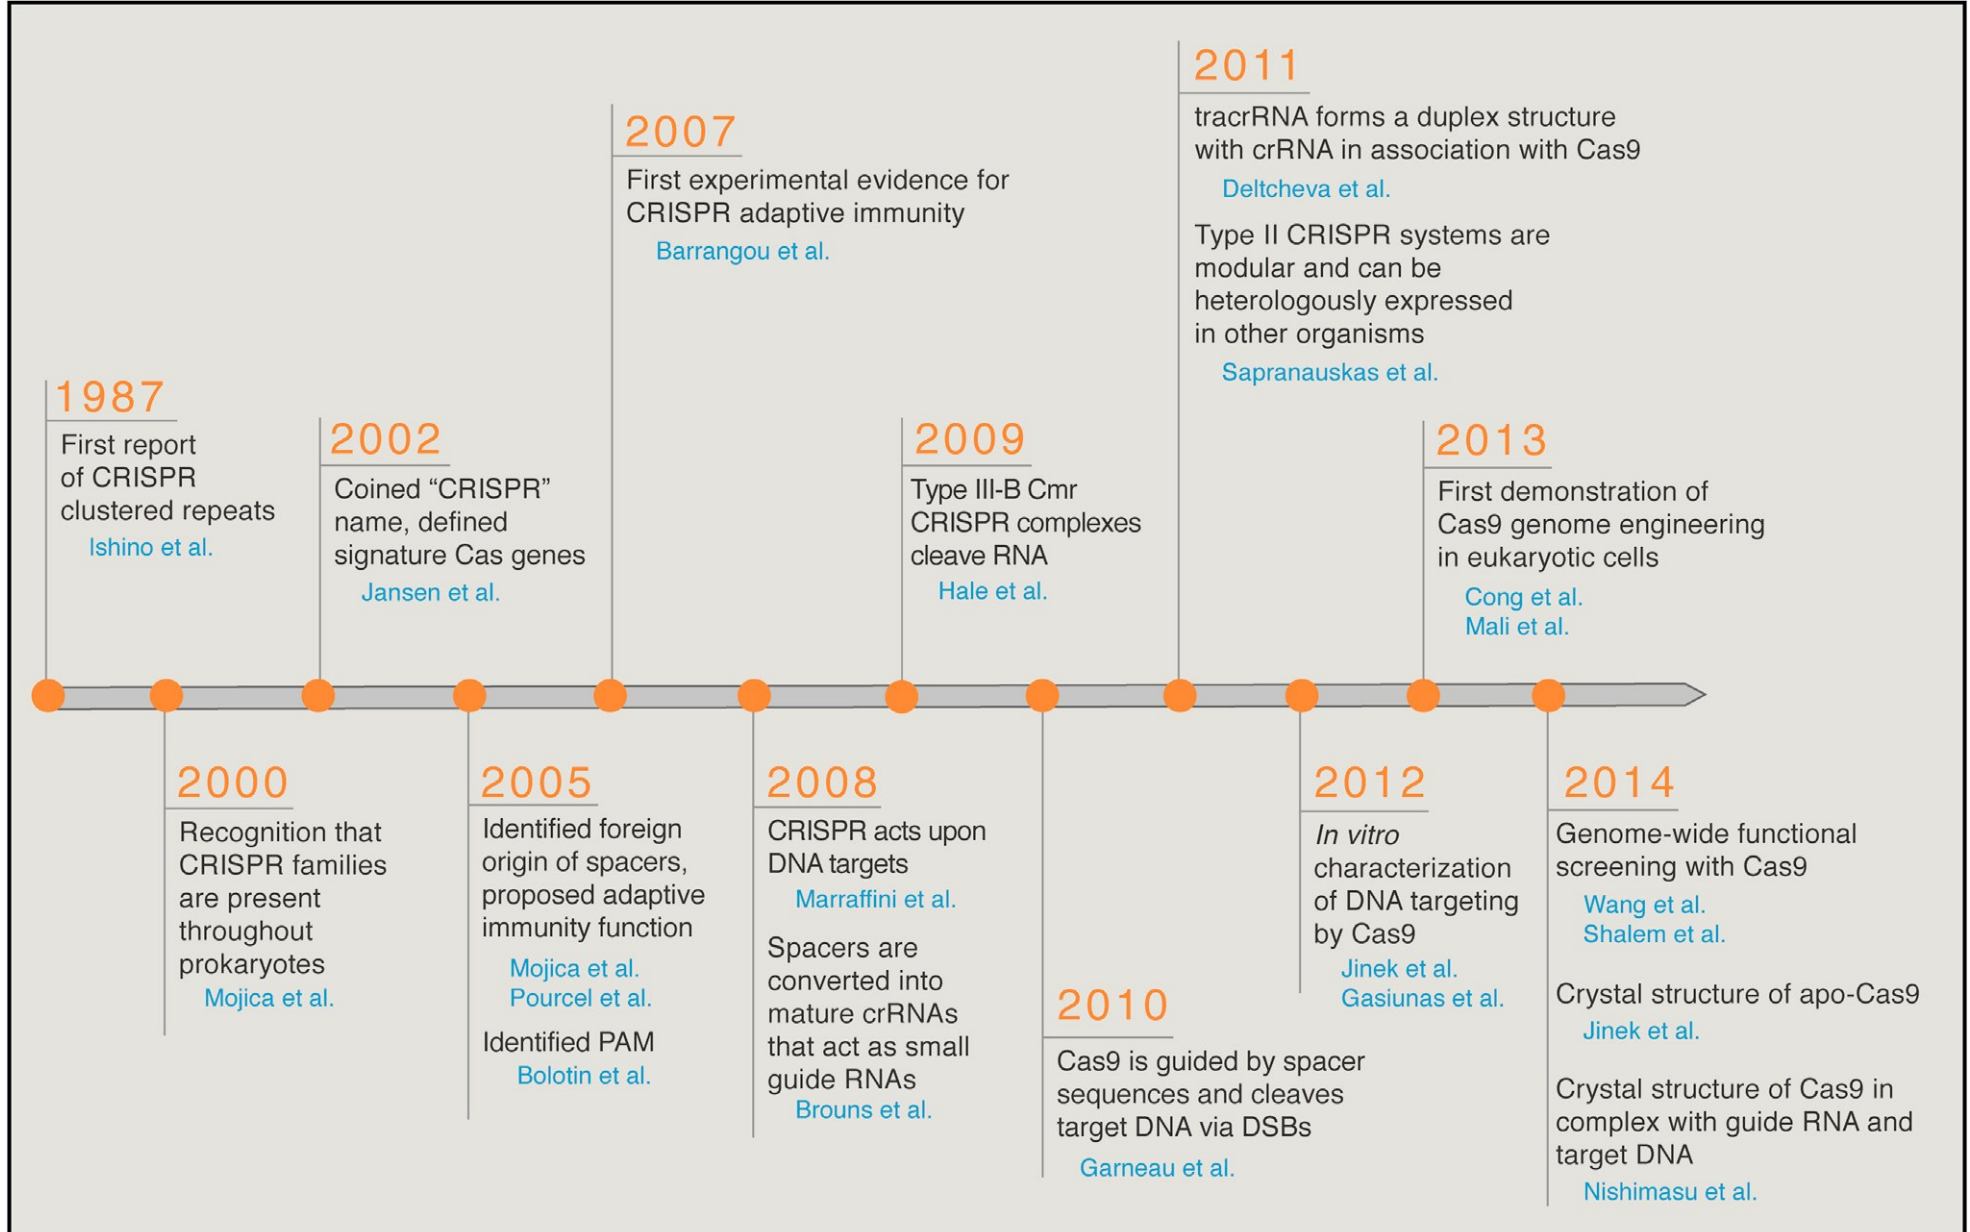 1987
First report
of CRISPR
clustered repeats
Ishino et al.
2000
Recognition that
CRISPR families
are present
throughout
prokaryotes
Mojica et al.
2002
Coined “CRISPR”
name, defined
signature Cas genes
Jansen et al.
2005
Identified foreign
origin of spacers,
proposed adaptive
immunity function
Mojica et al.
Pourcel et al.
Identified PAM
Bolotin et al.
2007
First experimental evidence for
CRISPR adaptive immunity
Barrangou et al.
2008
CRISPR acts upon
DNA targets
Marraffini et al.
Spacers are
converted into
mature crRNAs
that act as small
guide RNAs
Brouns et al.
2009
Type III-B Cmr
CRISPR complexes
cleave RNA
Hale et al.
2010
Cas9 is guided by spacer
sequences and cleaves
target DNA via DSBs
Garneau et al.
2011
tracrRNA forms a duplex structure
with crRNA in association with Cas9
Deltcheva et al.
Type II CRISPR systems are
modular and can be
heterologously expressed
in other organisms
Sapranauskas et al.
2012
In vitro
characterization
of DNA targeting
by Cas9
Jinek et al.
Gasiunas et al.
2013
First demonstration of
Cas9 genome engineering
in eukaryotic cells
Cong et al.
Mali et al.
2014
Genome-wide functional
screening with Cas9
Wang et al.
Shalem et al.
Crystal structure of apo-Cas9
Jinek et al.
Crystal structure of Cas9 in
complex with guide RNA and
target DNA
Nishimasu et al.